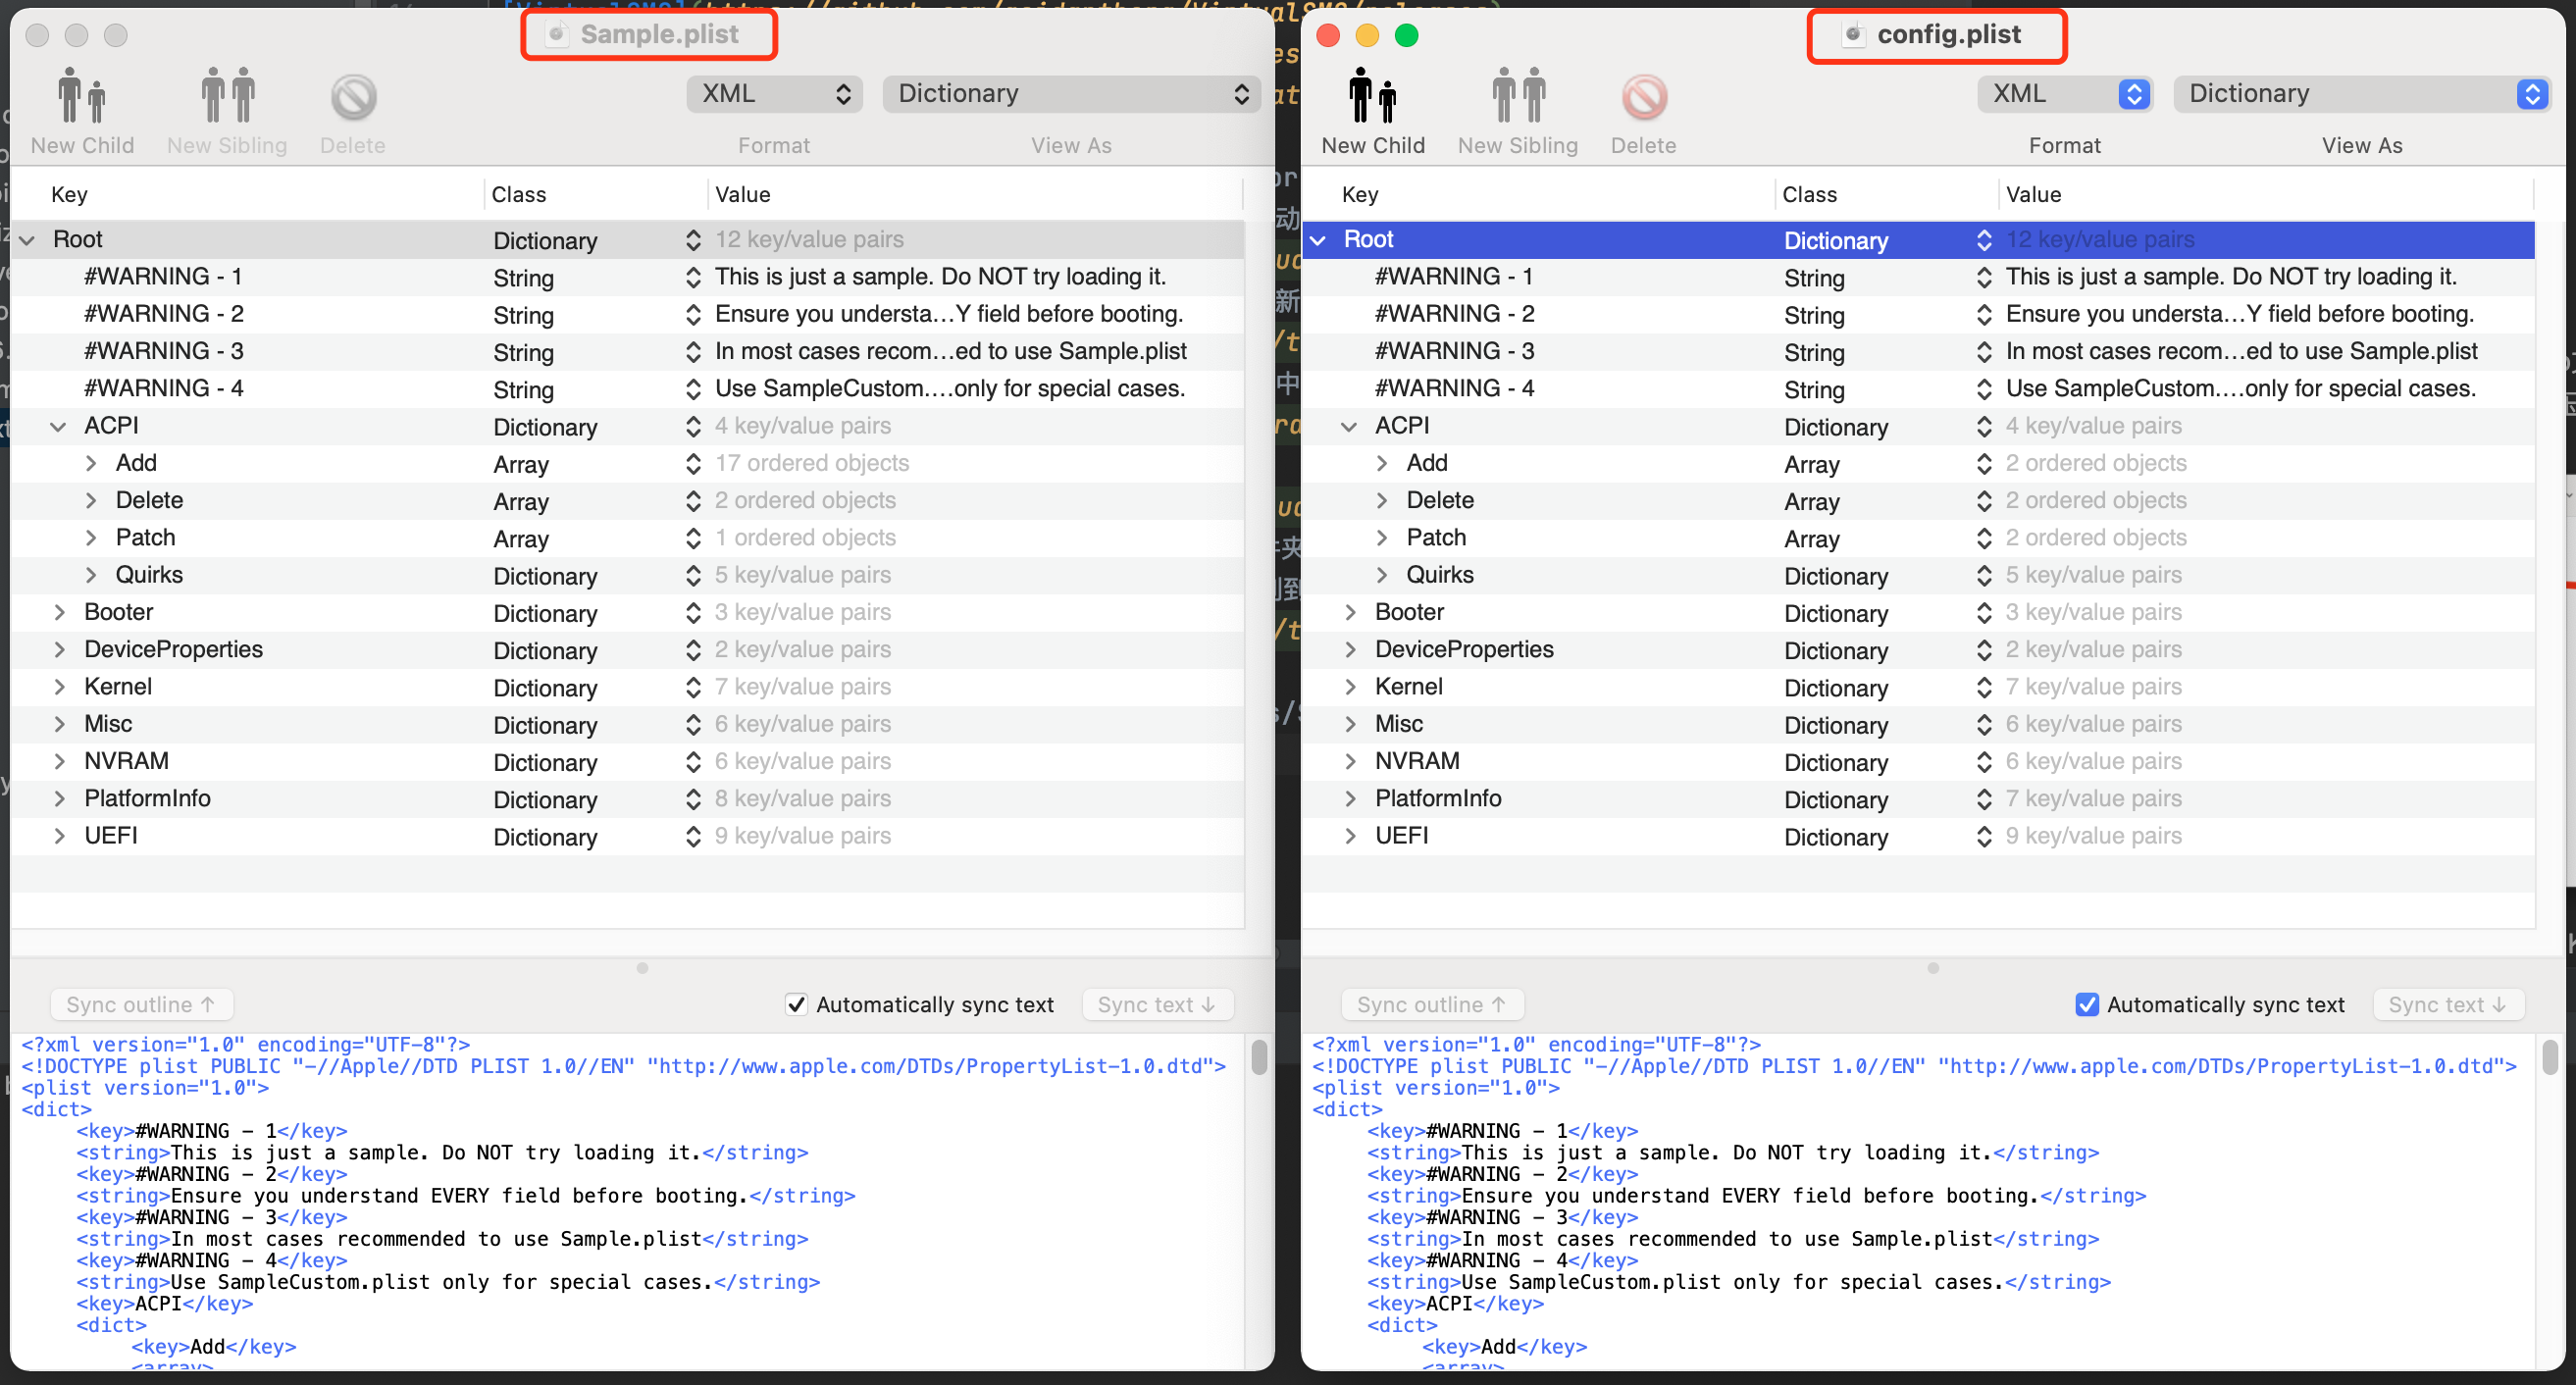 Sample.plist
New Child
New Sibling
Delete
XML
Format
Dictionary
View As
Key Class Value
Root Dictionary 12 key/value pairs
#WARNING - 1 String This is just a sample. Do NOT try loading it.
#WARNING - 2 String Ensure you understa...Y field before booting.
#WARNING - 3 String In most cases recom...ed to use Sample.plist
#WARNING - 4 String Use SampleCustom....only for special cases.
ACPI Dictionary 4 key/value pairs
Add Array 17 ordered objects
Delete Array 2 ordered objects
Patch Array 1 ordered objects
Quirks Dictionary 5 key/value pairs
Booter Dictionary 3 key/value pairs
DeviceProperties Dictionary 2 key/value pairs
Kernel Dictionary 7 key/value pairs
Misc Dictionary 6 key/value pairs
NVRAM Dictionary 6 key/value pairs
PlatformInfo Dictionary 8 key/value pairs
UEFI Dictionary 9 key/value pairs
Sync outline ↑
Automatically sync text
Sync text ↓
<?xml version="1.0" encoding="UTF-8"?>
<!DOCTYPE plist PUBLIC "-//Apple//DTD PLIST 1.0//EN" "http://www.apple.com/DTDs/PropertyList-1.0.dtd">
<plist version="1.0">
<dict>
<key>#WARNING - 1</key>
<string>This is just a sample. Do NOT try loading it.</string>
<key>#WARNING - 2</key>
<string>Ensure you understand EVERY field before booting.</string>
<key>#WARNING - 3</key>
<string>In most cases recommended to use Sample.plist</string>
<key>#WARNING - 4</key>
<string>Use SampleCustom.plist only for special cases.</string>
<key>ACPI</key>
<dict>
<key>Add</key>
<array>
config.plist
New Child
New Sibling
Delete
XML
Format
Dictionary
View As
Key Class Value
Root Dictionary 12 key/value pairs
#WARNING - 1 String This is just a sample. Do NOT try loading it.
#WARNING - 2 String Ensure you understa...Y field before booting.
#WARNING - 3 String In most cases recom...ed to use Sample.plist
#WARNING - 4 String Use SampleCustom....only for special cases.
ACPI Dictionary 4 key/value pairs
Add Array 2 ordered objects
Delete Array 2 ordered objects
Patch Array 2 ordered objects
Quirks Dictionary 5 key/value pairs
Booter Dictionary 3 key/value pairs
DeviceProperties Dictionary 2 key/value pairs
Kernel Dictionary 7 key/value pairs
Misc Dictionary 6 key/value pairs
NVRAM Dictionary 6 key/value pairs
PlatformInfo Dictionary 7 key/value pairs
UEFI Dictionary 9 key/value pairs
Sync outline ↑
Automatically sync text
Sync text ↓
<?xml version="1.0" encoding="UTF-8"?>
<!DOCTYPE plist PUBLIC "-//Apple//DTD PLIST 1.0//EN" "http://www.apple.com/DTDs/PropertyList-1.0.dtd">
<plist version="1.0">
<dict>
<key>#WARNING - 1</key>
<string>This is just a sample. Do NOT try loading it.</string>
<key>#WARNING - 2</key>
<string>Ensure you understand EVERY field before booting.</string>
<key>#WARNING - 3</key>
<string>In most cases recommended to use Sample.plist</string>
<key>#WARNING - 4</key>
<string>Use SampleCustom.plist only for special cases.</string>
<key>ACPI</key>
<dict>
<key>Add</key>
<array>